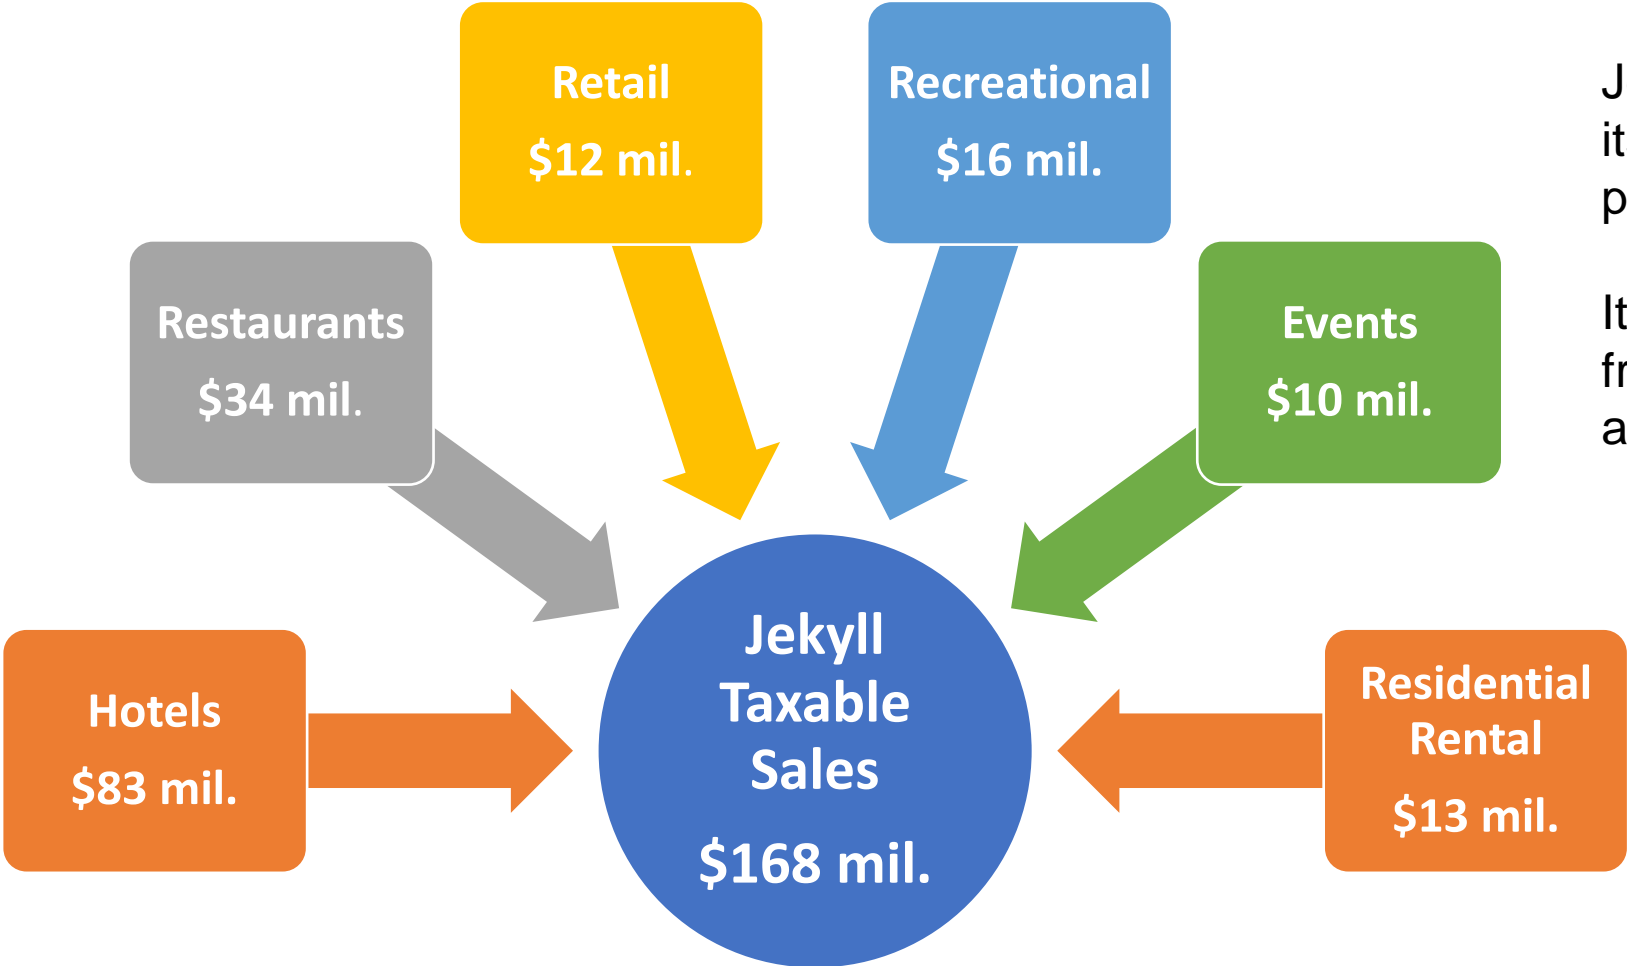 Retail
$12 mil.
Recreational
$16 mil.
Restaurants
$34 mil.
Events
$10 mil.
Hotels
$83 mil.
Jekyll
Taxable
Sales
$168 mil.
Residential
Rental
$13 mil.
It